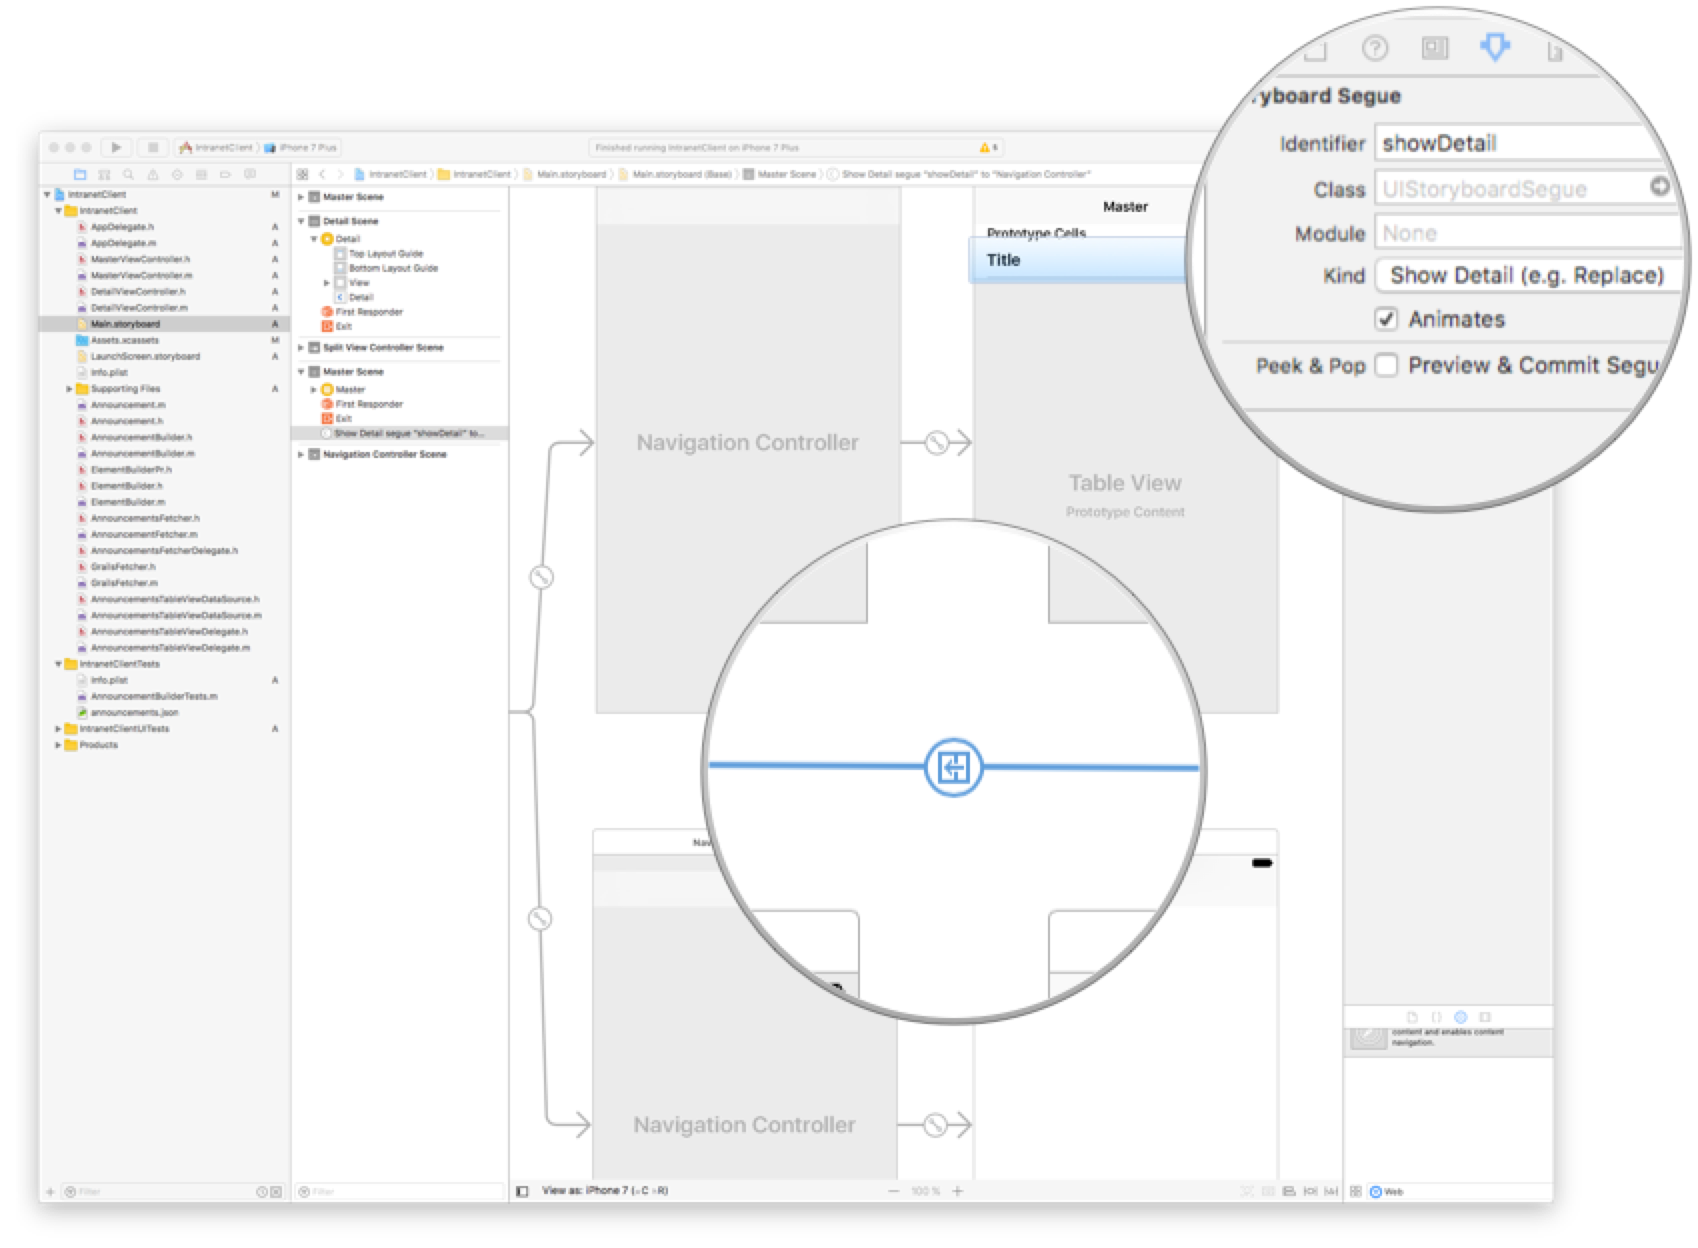 IntranetClient
iPhone 7 Plus
Finished running IntranetClient on iPhone 7 Plus
6
IntranetClient
IntranetClient
Main.storyboard
Main.storyboard (Base)
Master Scene
Show Detail segue "showDetail" to "Navigation Controller"
IntranetClient M
IntranetClient
AppDelegate.h A
AppDelegate.m A
MasterViewController.h A
MasterViewController.m A
DetailViewController.h A
DetailViewController.m A
Main.storyboard A
Assets.xcassets M
LaunchScreen.storyboard A
Info.plist
Supporting Files A
Announcement.m
Announcement.h
AnnouncementBuilder.h
AnnouncementBuilder.m
ElementBuilderPr.h
ElementBuilder.h
ElementBuilder.m
AnnouncementsFetcher.h
AnnouncementFetcher.m
AnnouncementsFetcherDelegate.h
GrailsFetcher.h
GrailsFetcher.m
AnnouncementsTableViewDataSource.h
AnnouncementsTableViewDataSource.m
AnnouncementsTableViewDelegate.h
AnnouncementsTableViewDelegate.m
IntranetClientTests
Info.plist A
AnnouncementBuilderTests.m
announcements.json
IntranetClientUITests A
Products
Filter
Master Scene
Detail Scene
Detail
Top Layout Guide
Bottom Layout Guide
View
Detail
First Responder
Exit
Split View Controller Scene
Master Scene
Master
First Responder
Exit
Show Detail segue "showDetail" to...
Navigation Controller Scene
Filter
Navigation Controller
Master
Prototype Cells
Title
Table View
Prototype Content
Nav
Navigation Controller
View as: iPhone 7 (wC hR)
100 %
yboard Segue
Identifier showDetail
Class UIStoryboardSegue
Module None
Kind Show Detail (e.g. Replace)
Animates
Peek & Pop Preview & Commit Segu
content and enables content
navigation.
Web